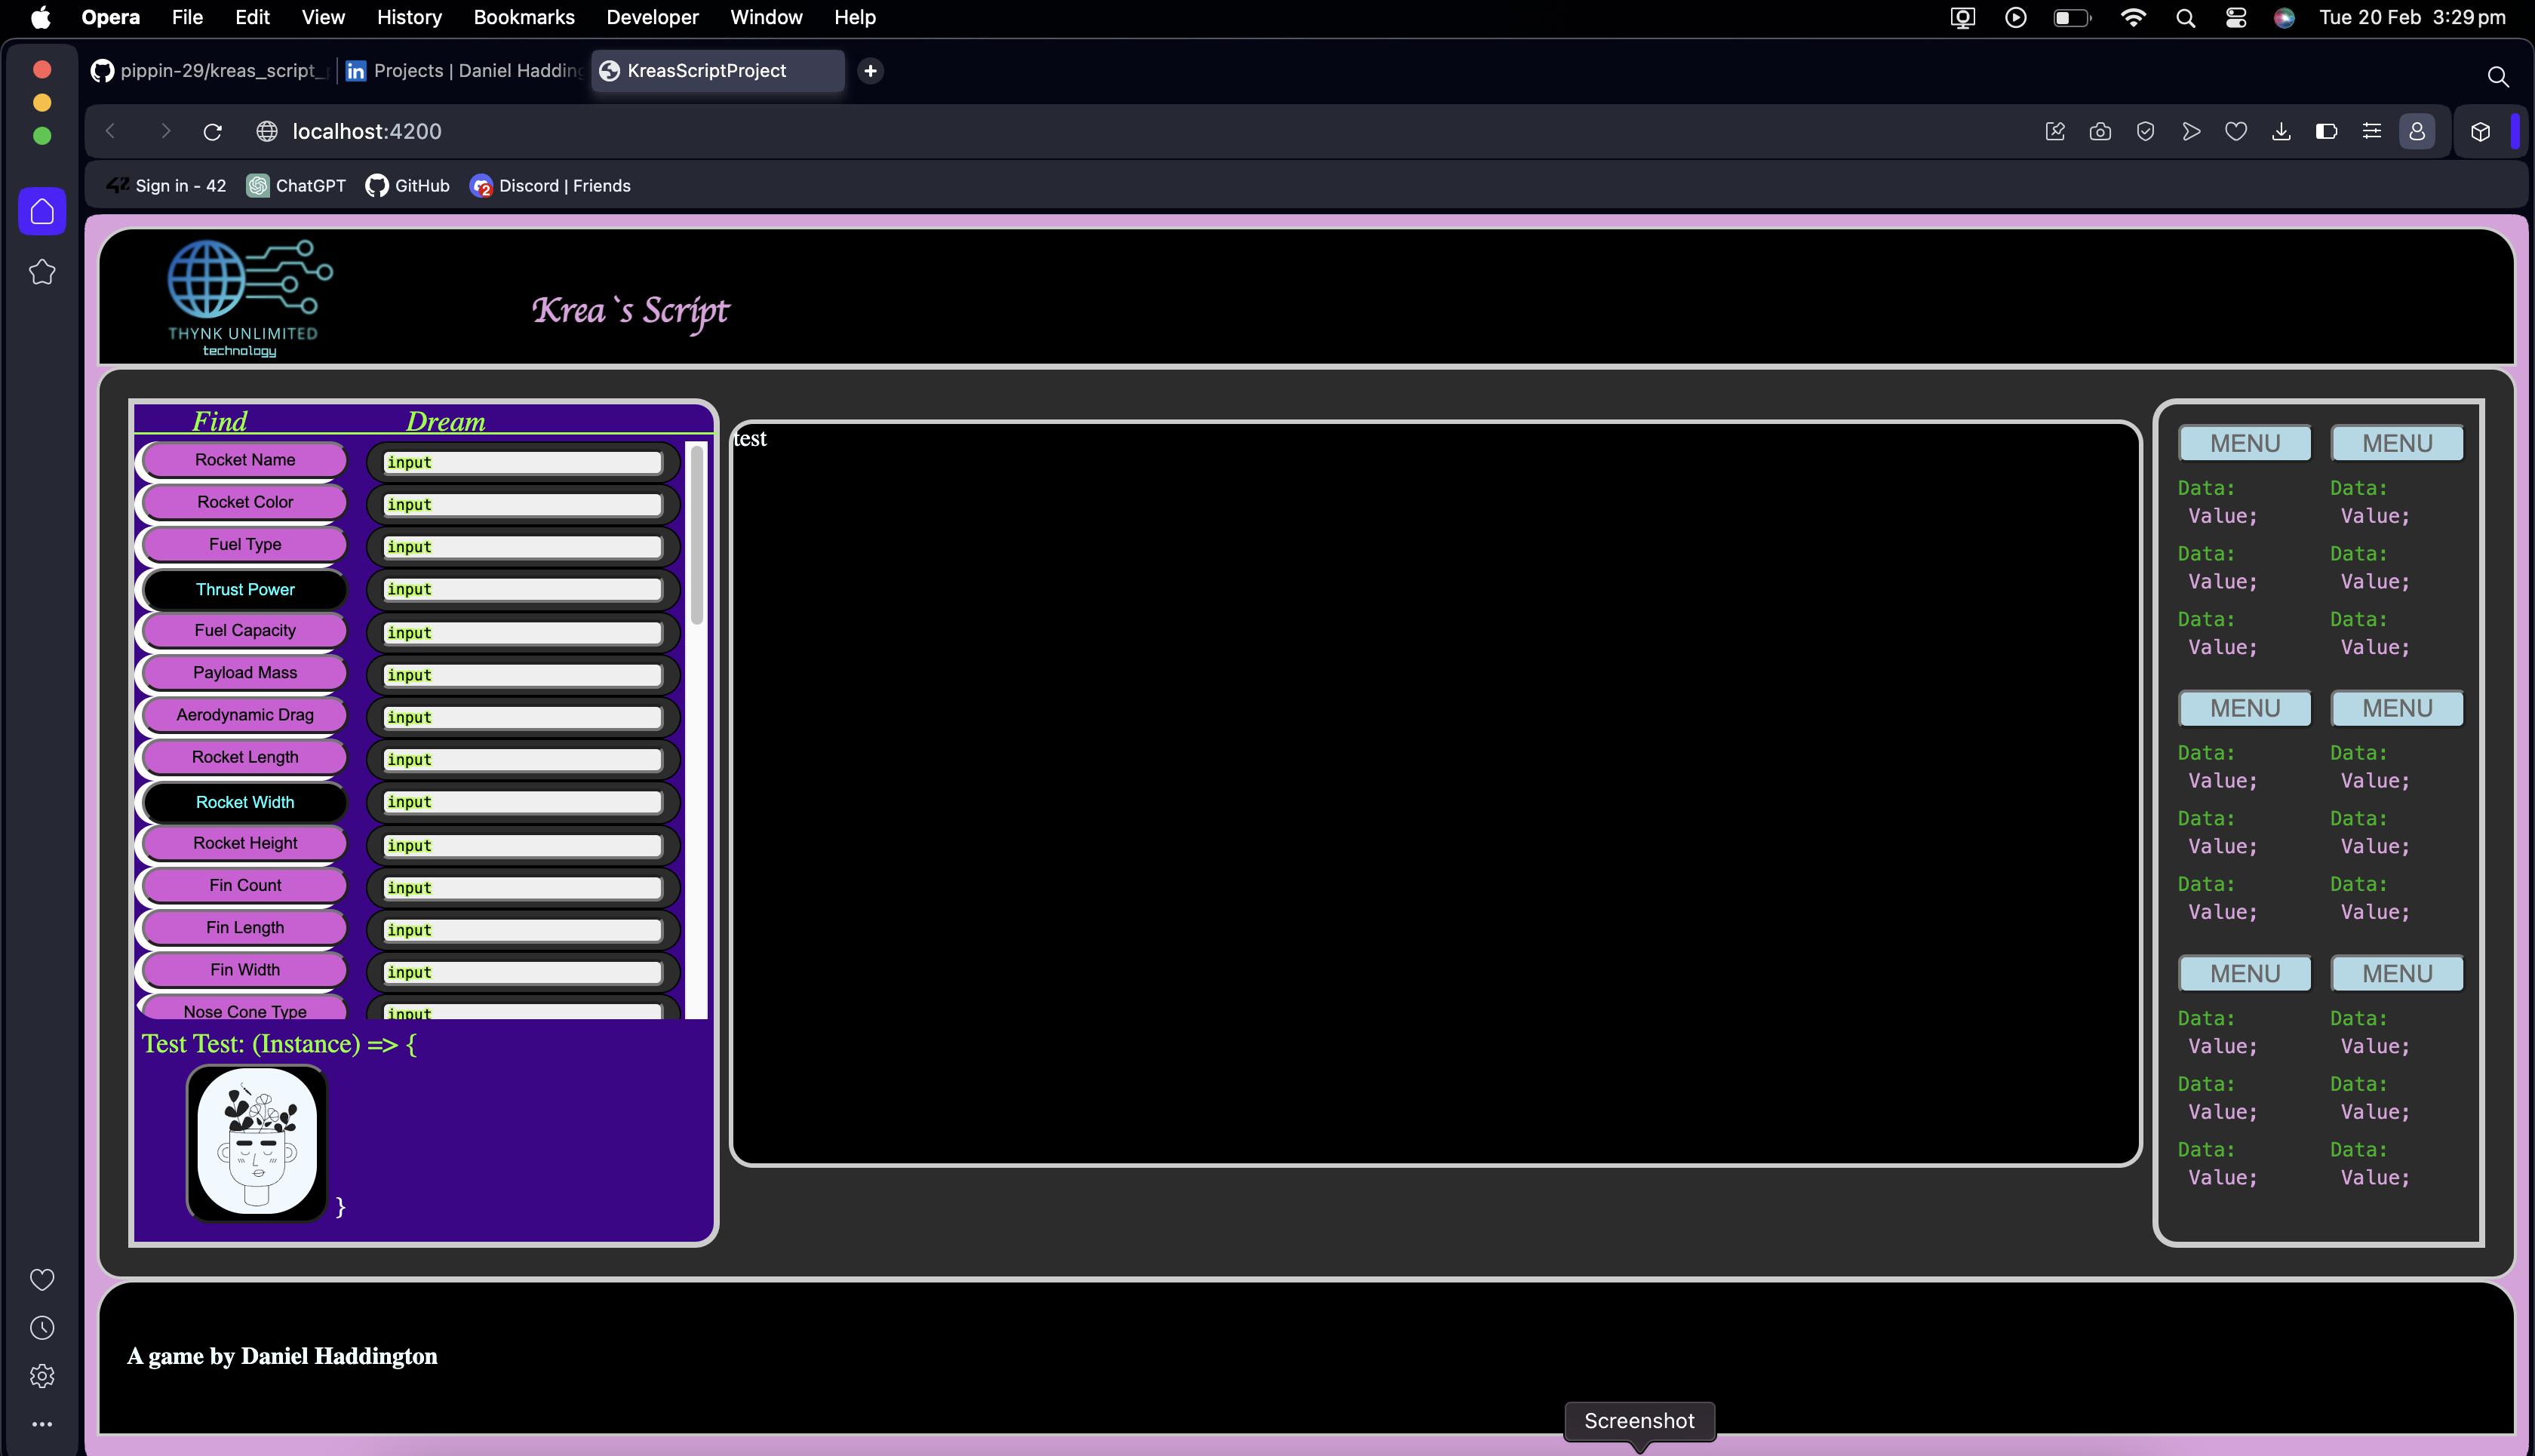 Opera File Edit View History Bookmarks Developer Window Help Tue 20 Feb 3:29 pm
pippin-29/kreas_script_ in Projects | Daniel Hadding KreasScriptProject
localhost:4200
42 Sign in - 42 ChatGPT GitHub 2 Discord | Friends
THYNK UNLIMITED
technology
Krea`s Script
Find Dream
Rocket Name input
Rocket Color input
Fuel Type input
Thrust Power input
Fuel Capacity input
Payload Mass input
Aerodynamic Drag input
Rocket Length input
Rocket Width input
Rocket Height input
Fin Count input
Fin Length input
Fin Width input
Nose Cone Type input
Test Test: (Instance) => {
}
test
MENU MENU
Data: Data:
Value; Value;
Data: Data:
Value; Value;
Data: Data:
Value; Value;
MENU MENU
Data: Data:
Value; Value;
Data: Data:
Value; Value;
Data: Data:
Value; Value;
MENU MENU
Data: Data:
Value; Value;
Data: Data:
Value; Value;
Data: Data:
Value; Value;
A game by Daniel Haddington
Screenshot